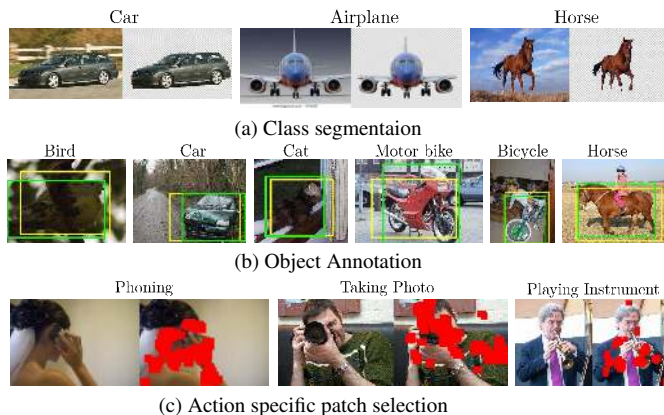 Car Airplane Horse
(a) Class segmentaion
Bird Car Cat Motor bike Bicycle Horse
(b) Object Annotation
Phoning Taking Photo Playing Instrument
(c) Action specific patch selection